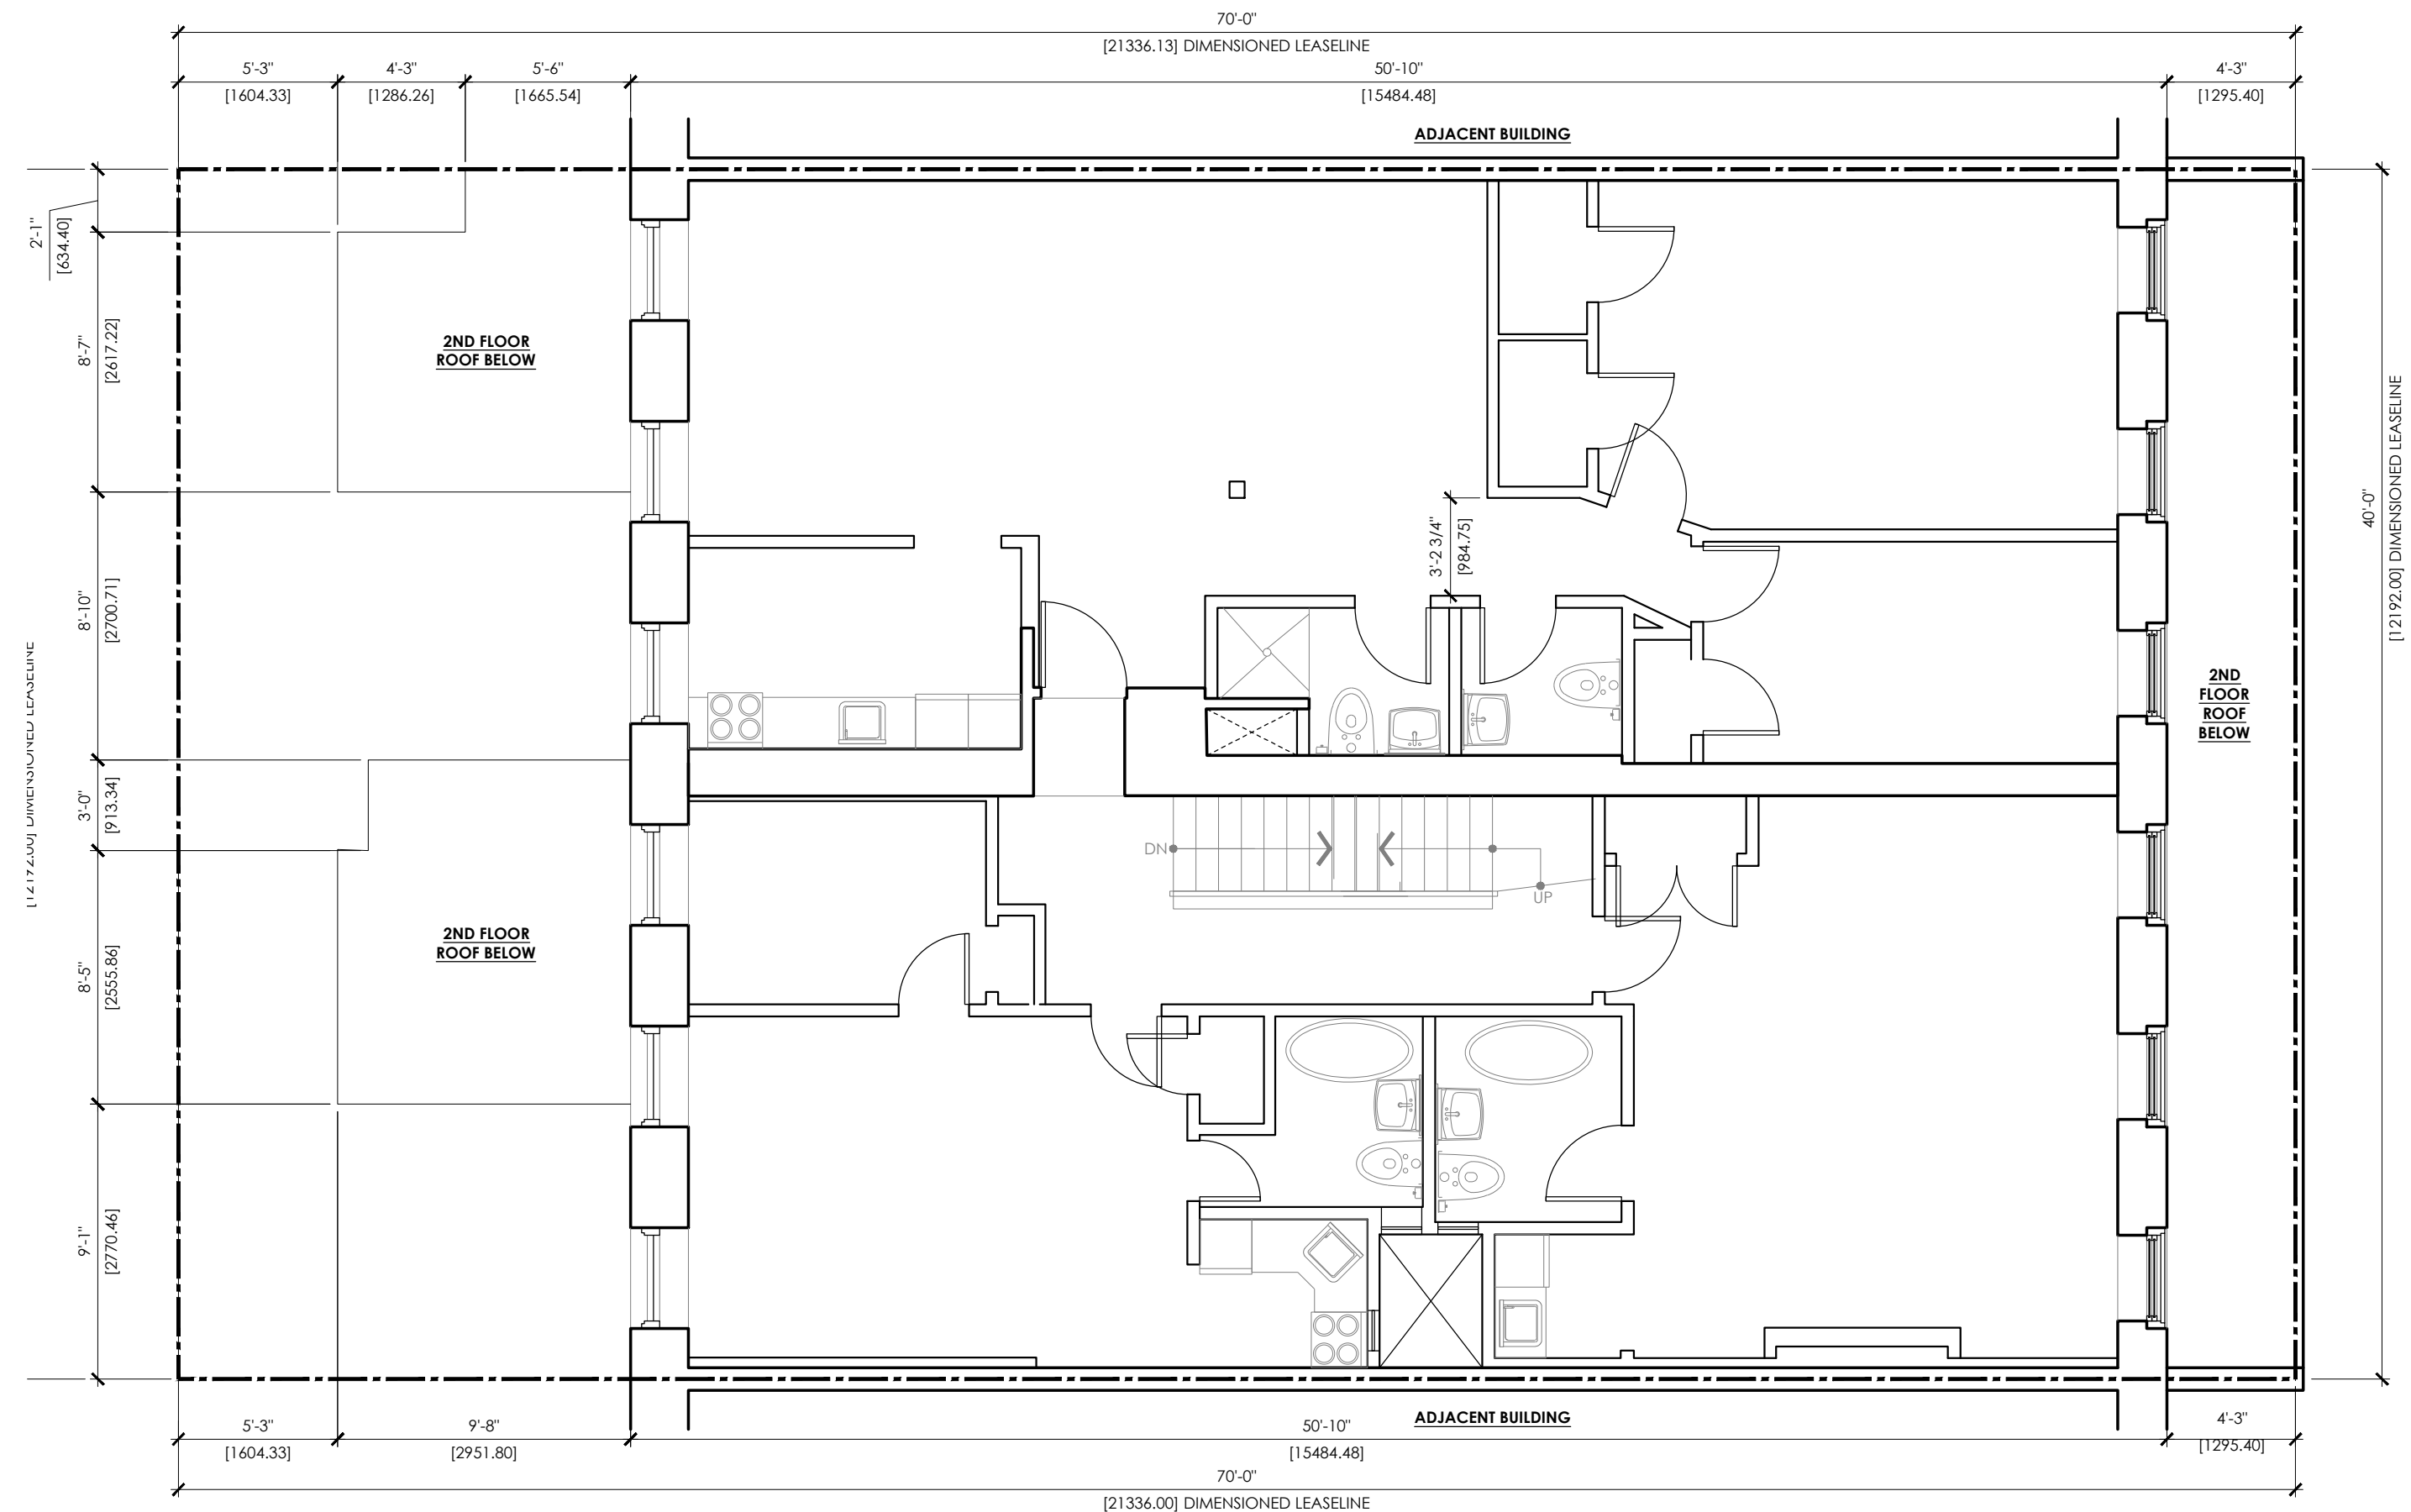 70'-0"
[21336.13] DIMENSIONED LEASELINE
5'-3"
[1604.33]
4'-3"
[1286.26]
5'-6"
[1665.54]
50'-10"
[15484.48]
4'-3"
[1295.40]
ADJACENT BUILDING
2'-1"
[634.40]
8'-7"
[2617.22]
8'-10"
[2700.71]
3'-0"
[913.34]
8'-5"
[2555.86]
9'-1"
[2770.46]
[12192.00] DIMENSIONED LEASELINE
2ND FLOOR
ROOF BELOW
2ND FLOOR
ROOF BELOW
3'-2 3/4"
[984.75]
DN
UP
2ND
FLOOR
ROOF
BELOW
40'-0"
[12192.00] DIMENSIONED LEASELINE
ADJACENT BUILDING
5'-3"
[1604.33]
9'-8"
[2951.80]
50'-10"
[15484.48]
4'-3"
[1295.40]
70'-0"
[21336.00] DIMENSIONED LEASELINE